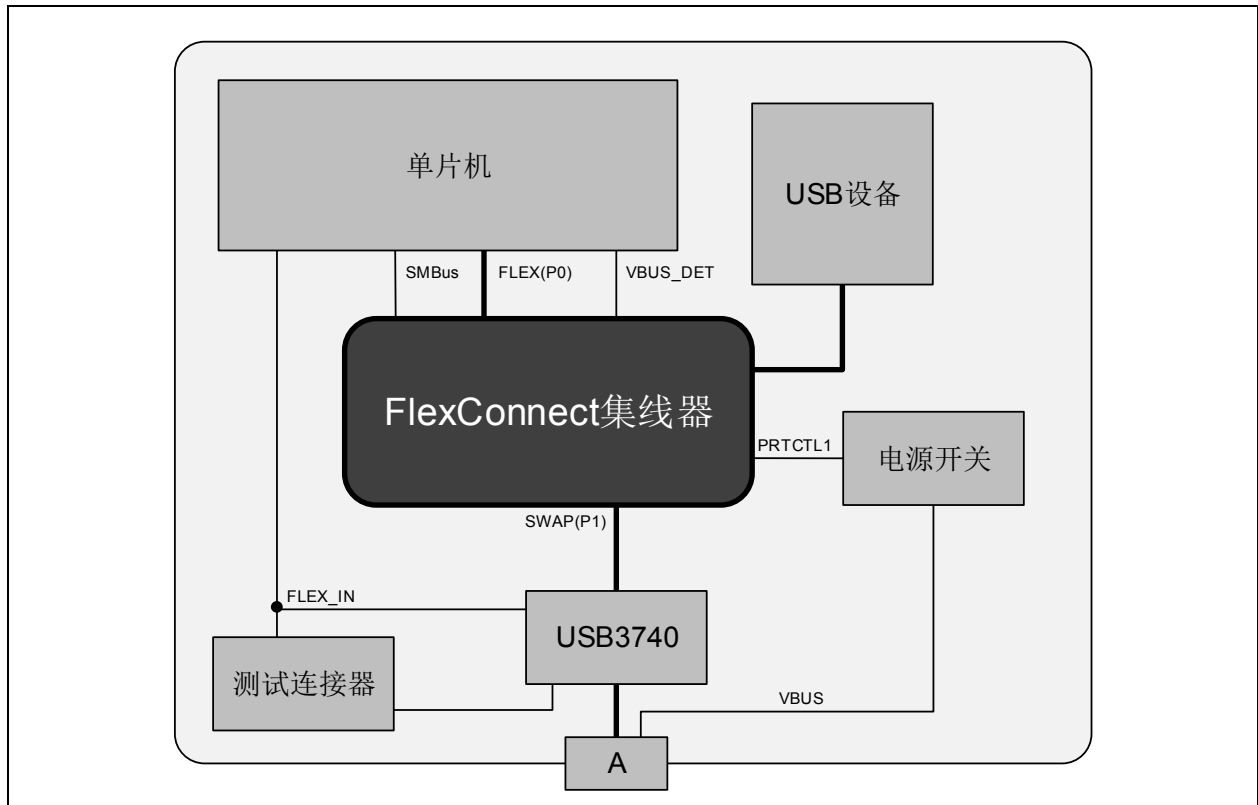 单片机
USB设备
SMBus
FLEX(P0)
VBUS_DET
FlexConnect集线器
PRTCTL1
电源开关
SWAP(P1)
FLEX_IN
USB3740
测试连接器
VBUS
A